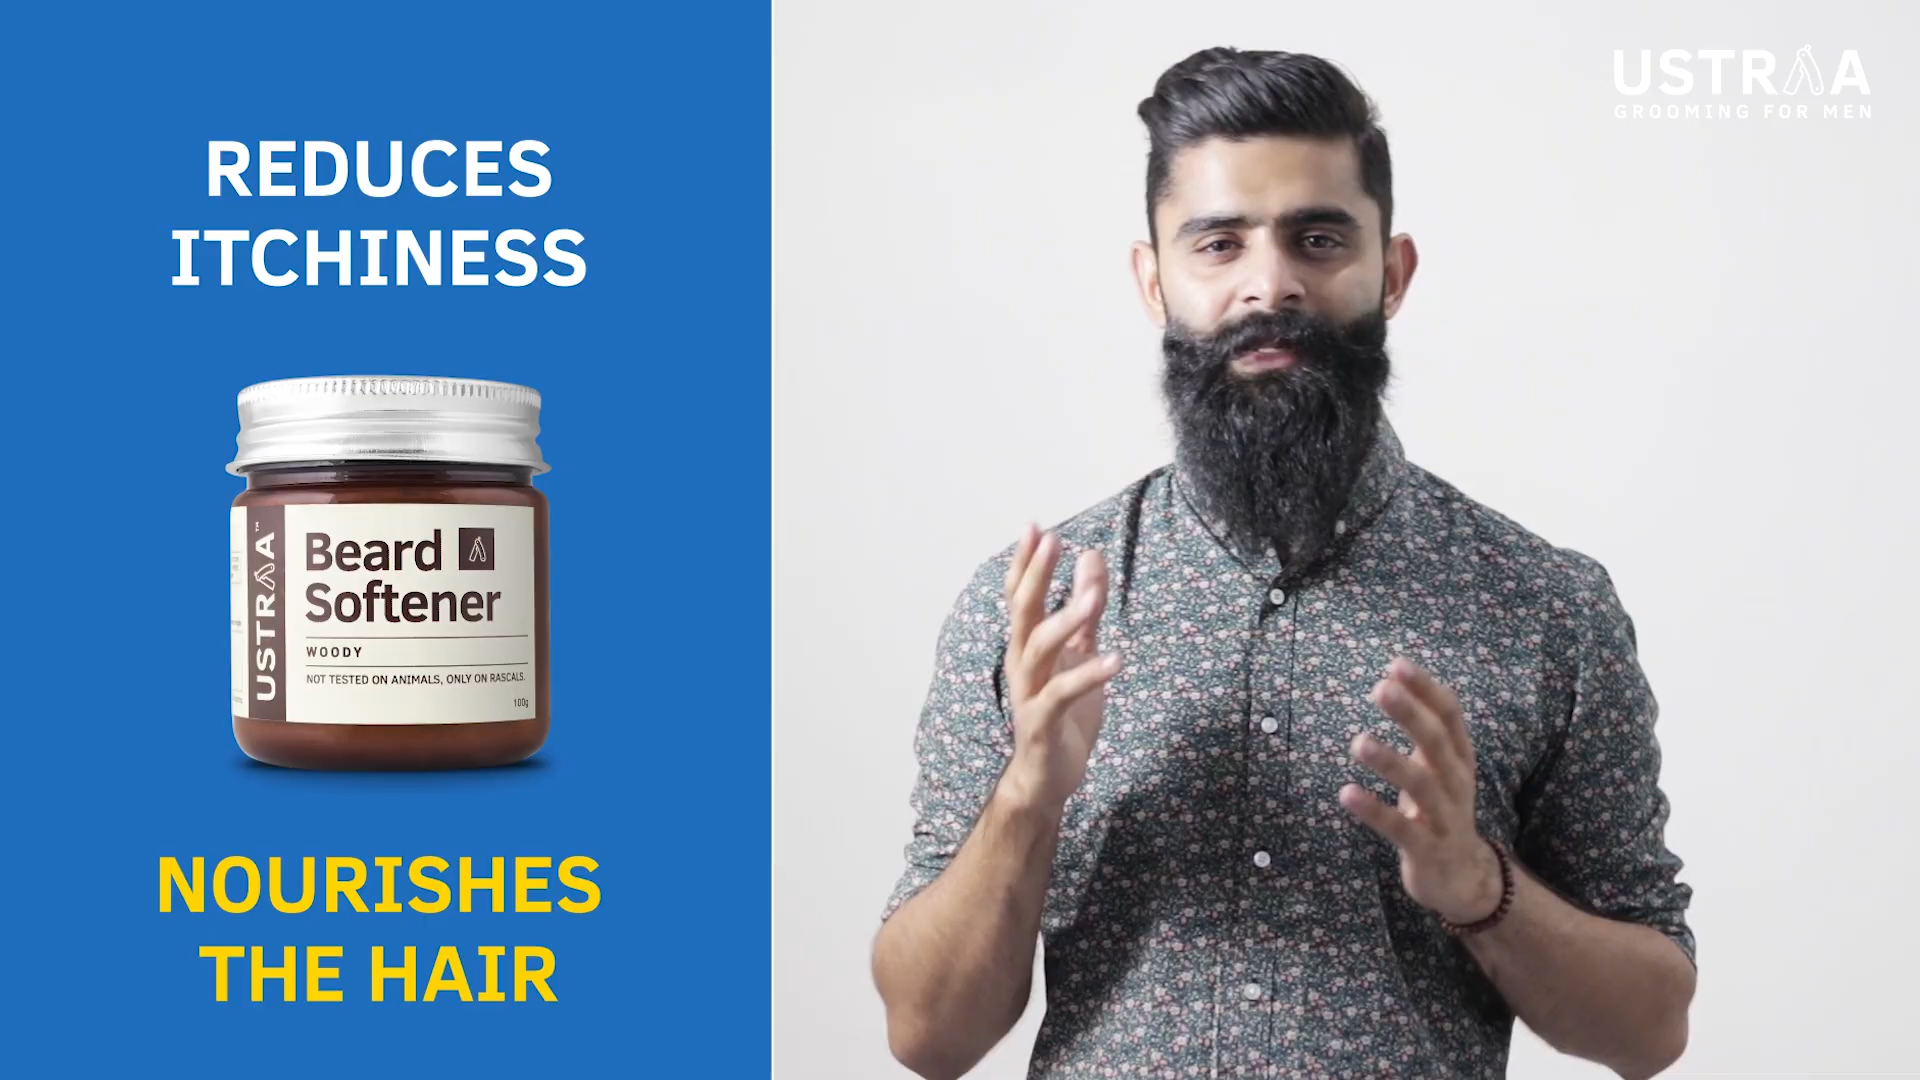 REDUCES
ITCHINESS
USTRAA™
Beard
Softener
WOODY
NOT TESTED ON ANIMALS, ONLY ON RASCALS.
100g
NOURISHES
THE HAIR
USTRAA
GROOMING FOR MEN